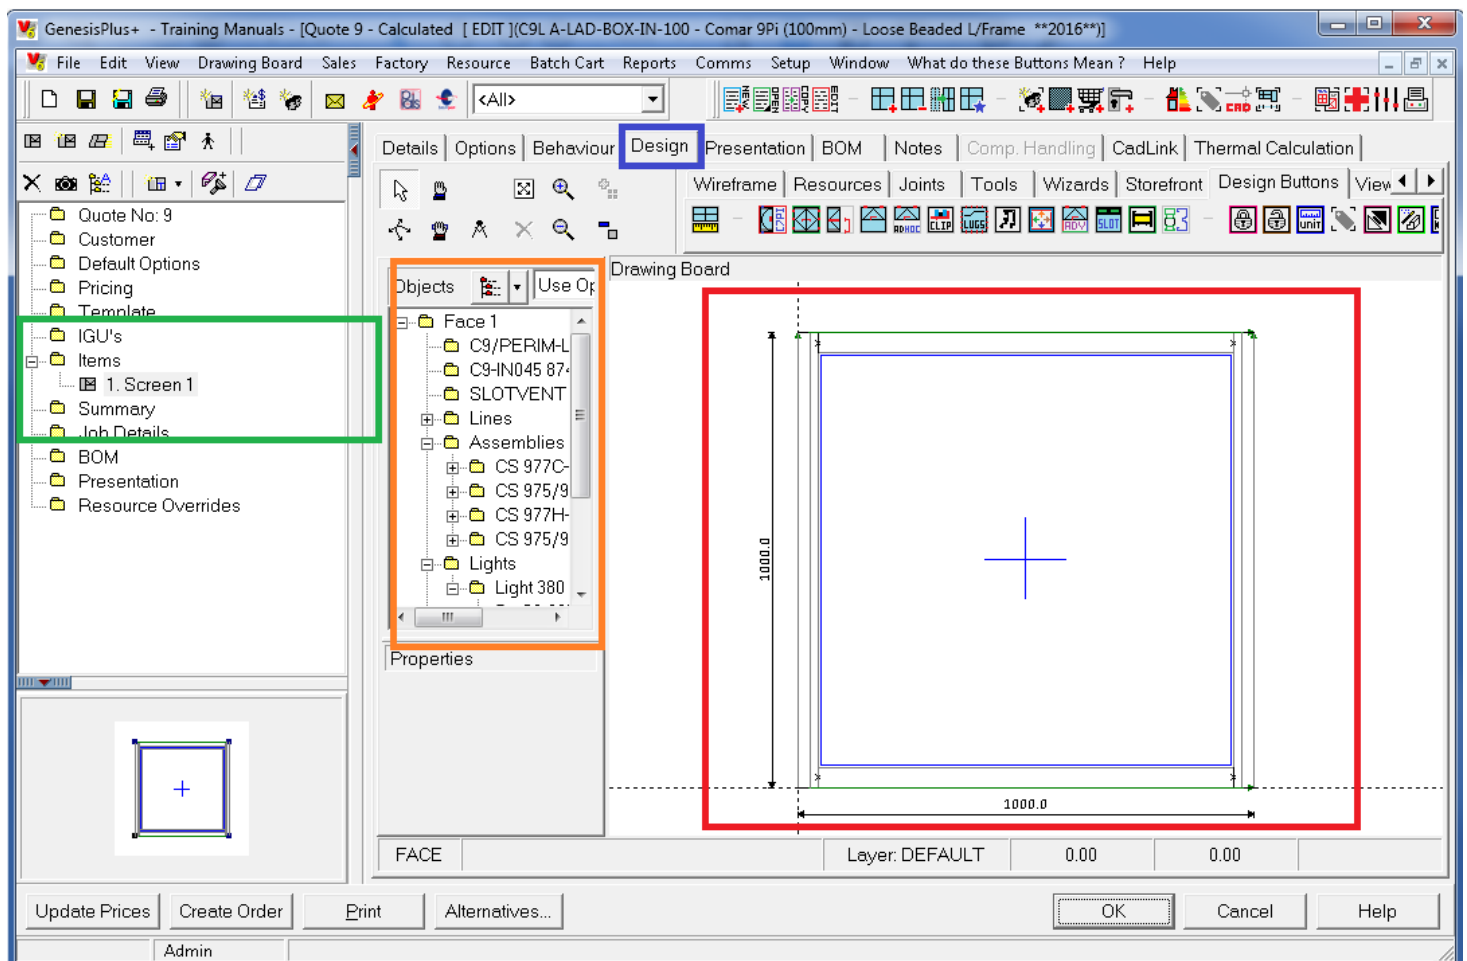 GenesisPlus+ - Training Manuals - [Quote 9 - Calculated [ EDIT ](C9L A-LAD-BOX-IN-100 - Comar 9Pi (100mm) - Loose Beaded L/Frame **2016**)]
File Edit View Drawing Board Sales Factory Resource Batch Cart Reports Comms Setup Window What do these Buttons Mean ? Help
<All>
Details Options Behaviour Design Presentation BOM Notes Comp. Handling CadLink Thermal Calculation
Wireframe Resources Joints Tools Wizards Storefront Design Buttons View
Quote No: 9
Customer
Default Options
Pricing
Template
IGU's
Items
1. Screen 1
Summary
Job Details
BOM
Presentation
Resource Overrides
Objects Use Op
Face 1
C9/PERIM-L
C9-IN045 874
SLOTVENT
Lines
Assemblies
CS 977C-
CS 975/9
CS 977H-
CS 975/9
Lights
Light 380
Properties
Drawing Board
1000.0
1000.0
FACE Layer: DEFAULT 0.00 0.00
Update Prices Create Order Print Alternatives... OK Cancel Help
Admin